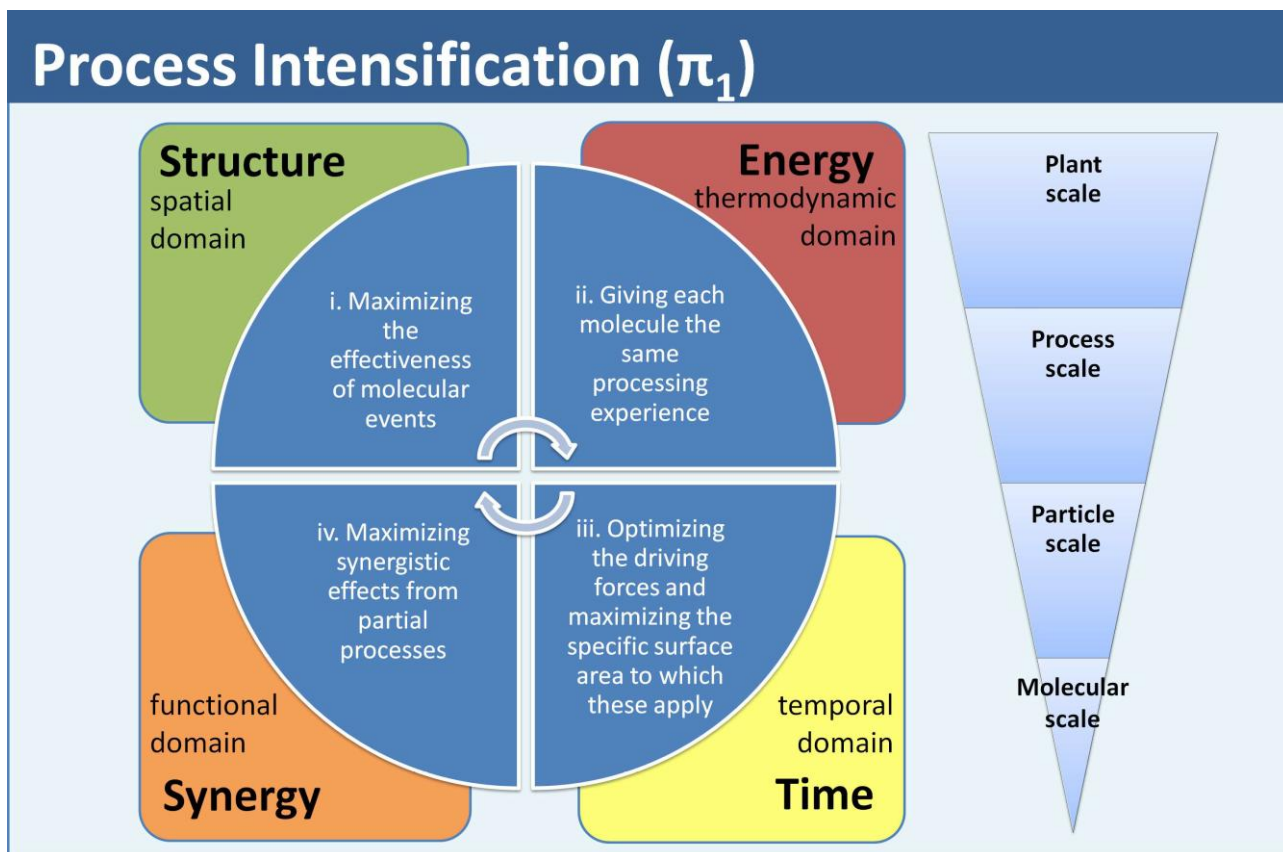 Process Intensification (π₁)
Structure
spatial
domain
Energy
thermodynamic
domain
i. Maximizing
the
effectiveness
of molecular
events
ii. Giving each
molecule the
same
processing
experience
iv. Maximizing
synergistic
effects from
partial
processes
iii. Optimizing
the driving
forces and
maximizing the
specific surface
area to which
these apply
functional
domain
Synergy
temporal
domain
Time
Plant
scale
Process
scale
Particle
scale
Molecular
scale